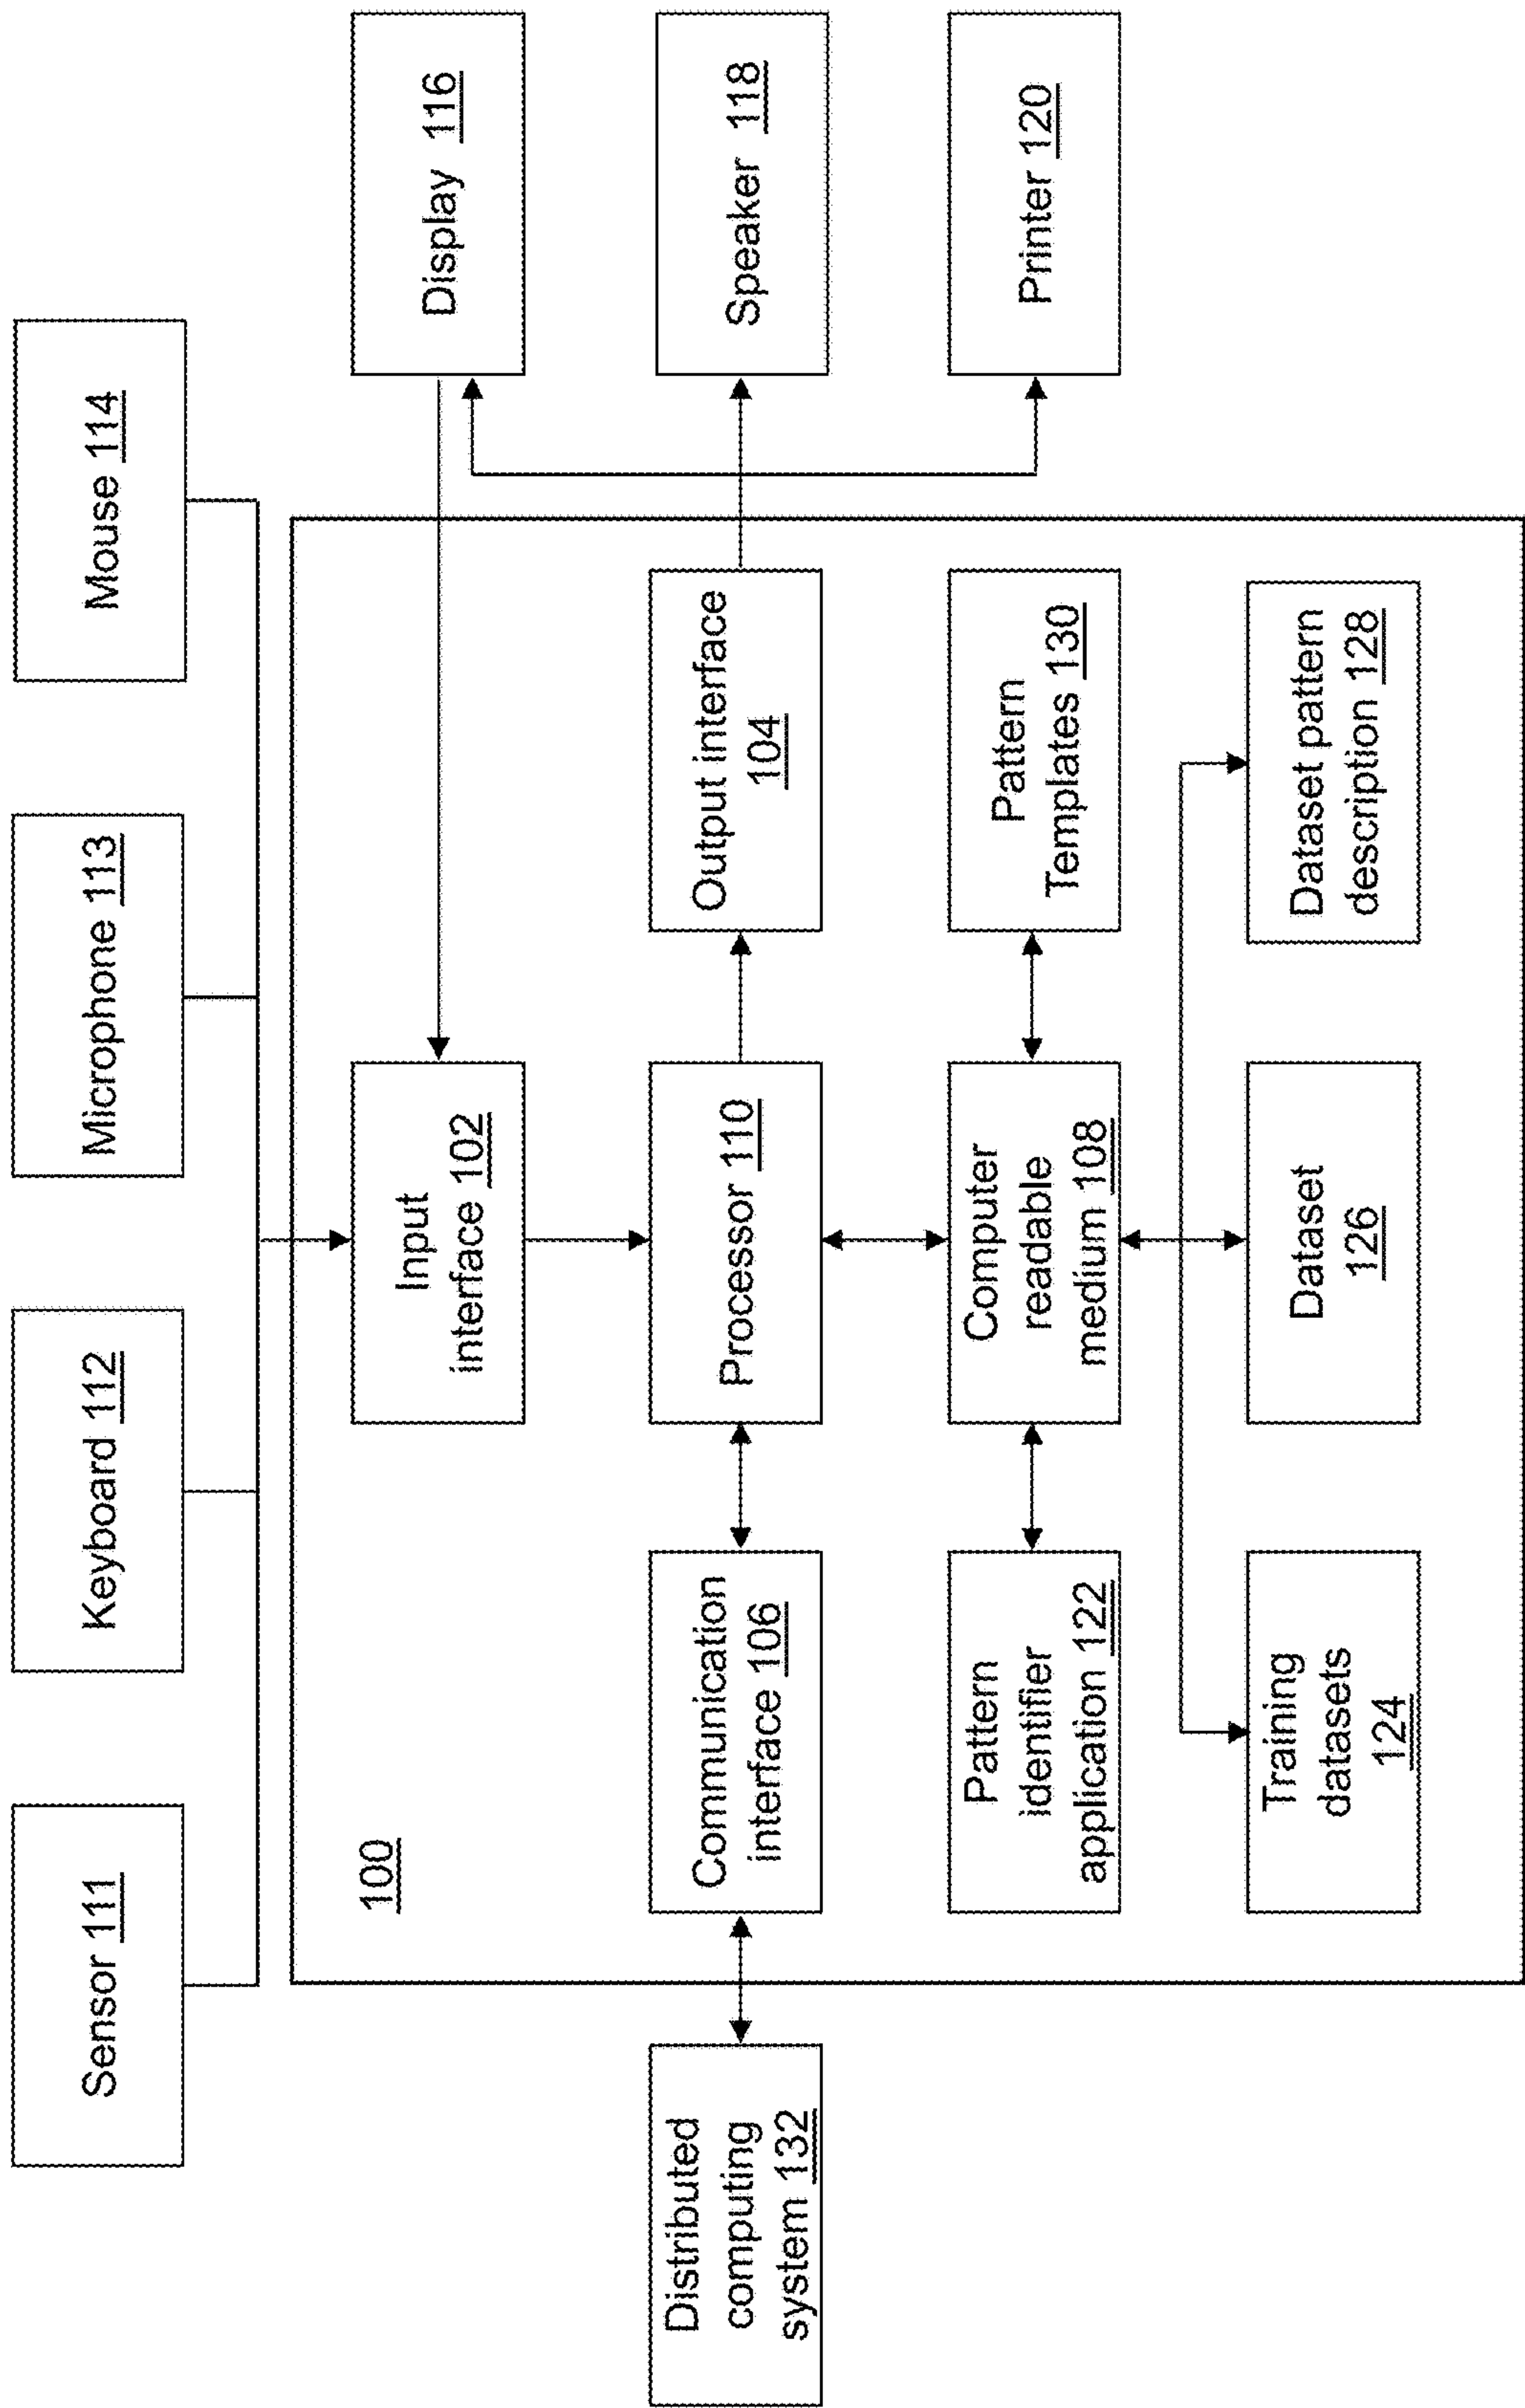 Sensor 111
Keyboard 112
Microphone 113
Mouse 114
100
Input
interface 102
Display 116
Distributed
computing
system 132
Communication
interface 106
Processor 110
Output interface
104
Speaker 118
Pattern
identifier
application 122
Computer
readable
medium 108
Pattern
Templates 130
Printer 120
Training
datasets
124
Dataset
126
Dataset pattern
description 128